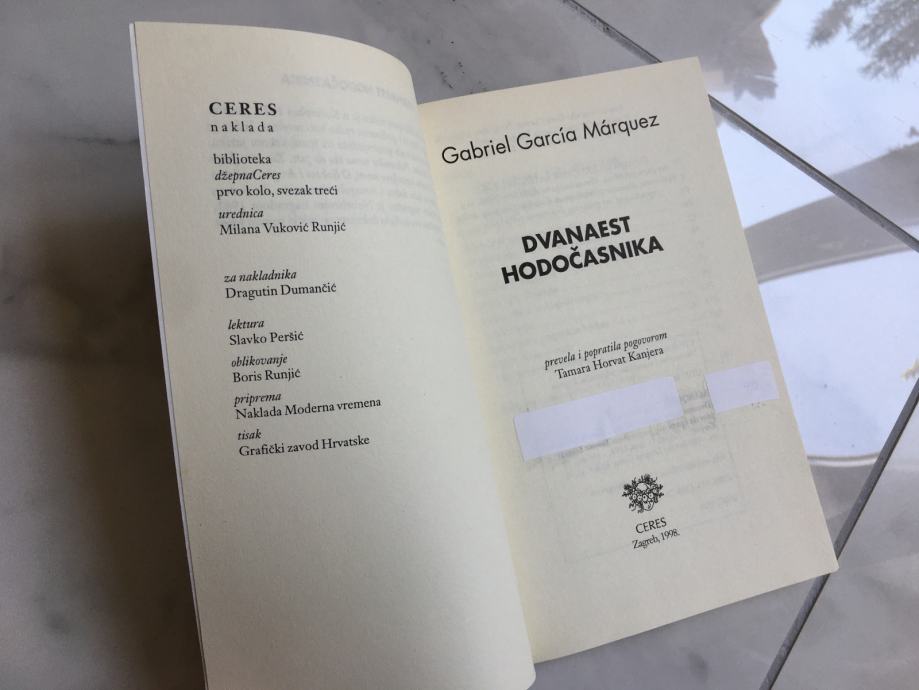 CERES
naklada
biblioteka
džepnaCeres
prvo kolo, svezak treći
urednica
Milana Vuković Runjić
za nakladnika
Dragutin Dumančić
lektura
Slavko Peršić
oblikovanje
Boris Runjić
priprema
Naklada Moderna vremena
tisak
Grafički zavod Hrvatske
Gabriel García Márquez
DVANAEST
HODOČASNIKA
prevela i popratila pogovorom
Tamara Horvat Kanjera
CERES
Zagreb, 1998.